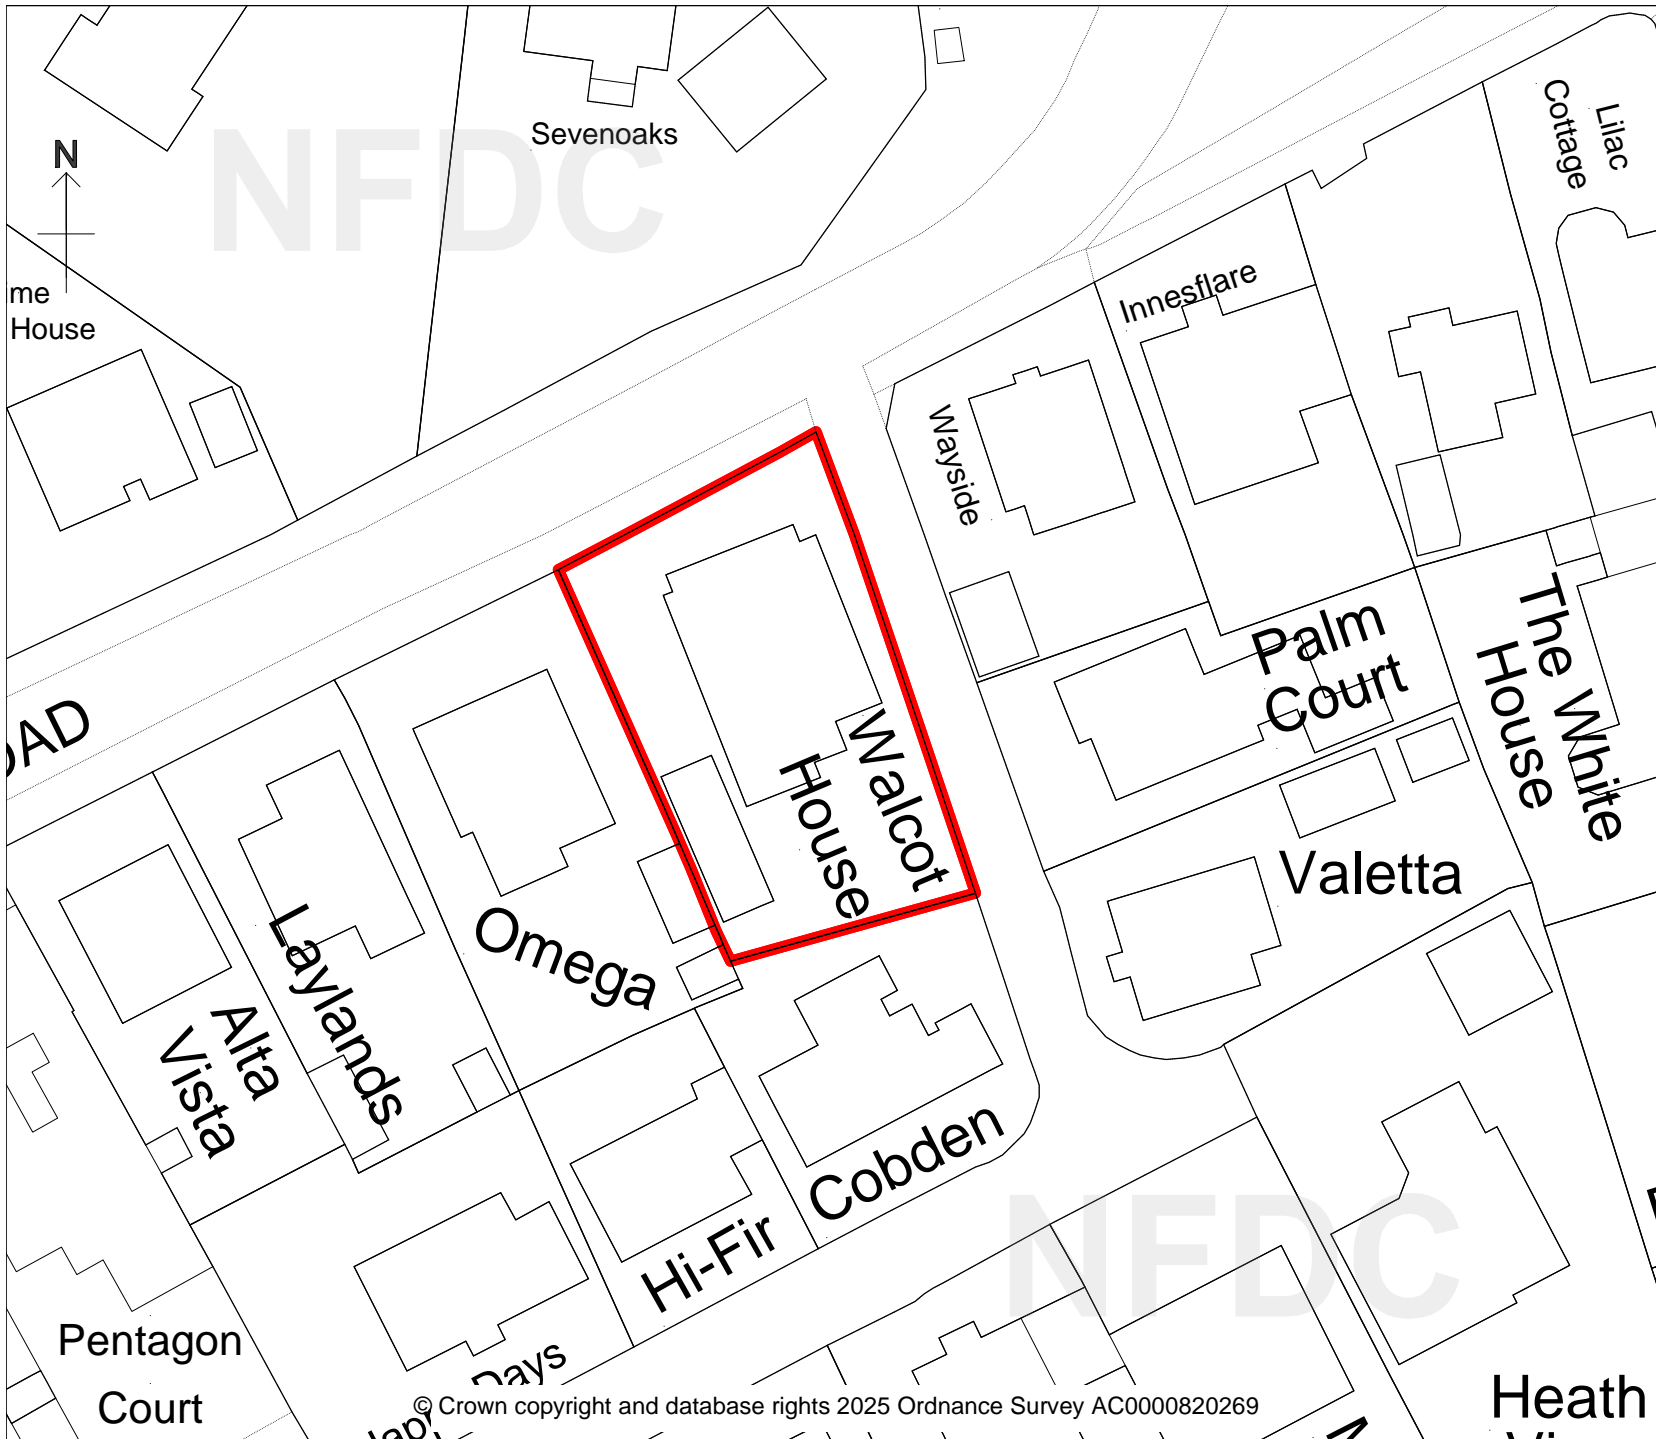 NFDC
Sevenoaks
N
me
House
Lilac
Cottage
Innesflare
Wayside
Palm
Court
The White
House
OAD
Walcot
House
Valetta
Omega
Laylands
Alta
Vista
Cobden
Hi-Fir
NFDC
Pentagon
Court
Days
© Crown copyright and database rights 2025 Ordnance Survey AC0000820269
Heath